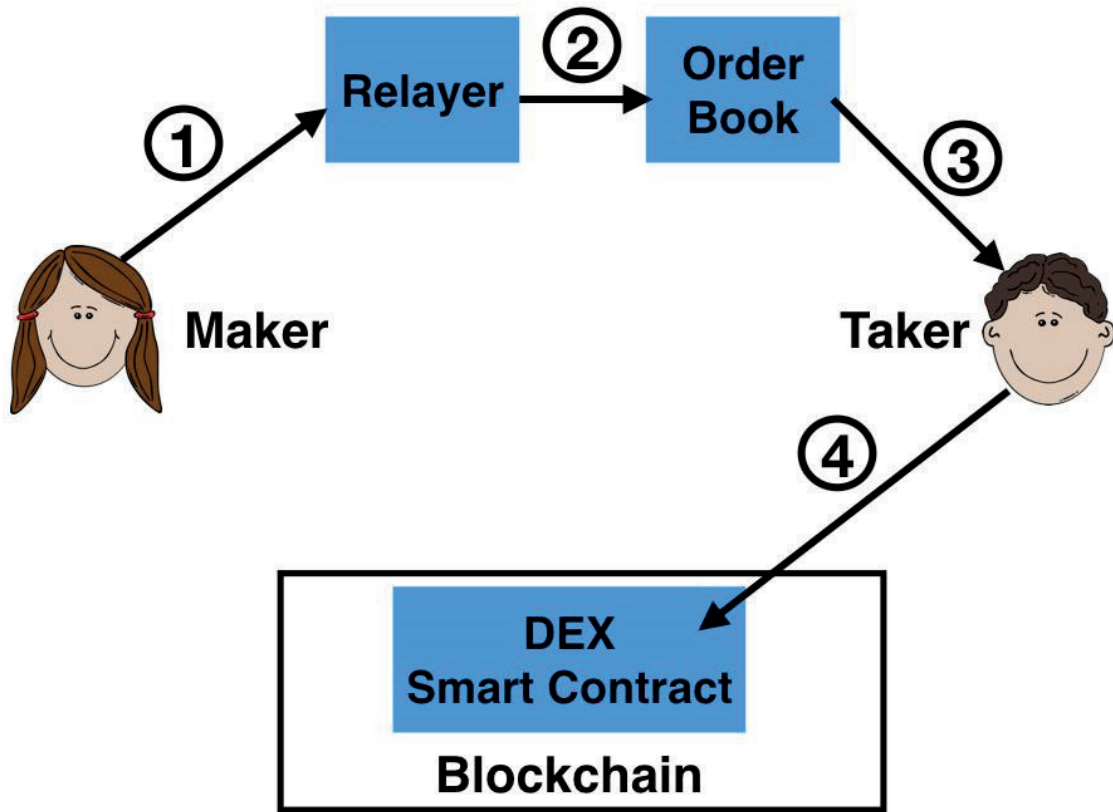 Relayer
2
Order
Book
1
3
Maker
Taker
4
DEX
Smart Contract
Blockchain